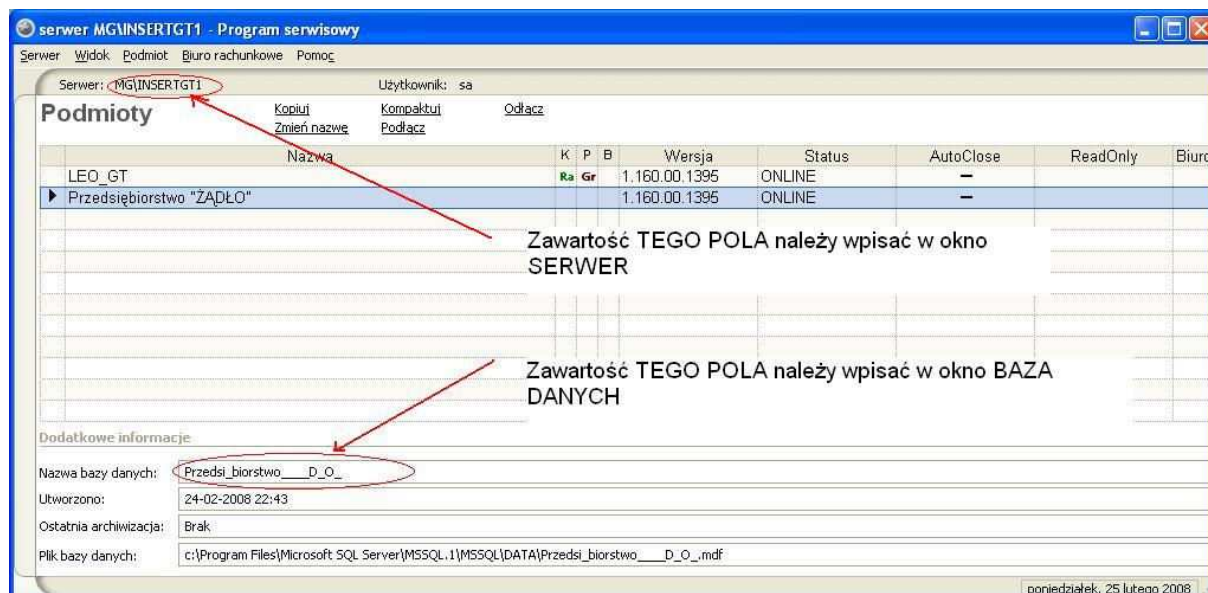 serwer MG\INSERTGT1 - Program serwisowy
Serwer Widok Podmiot Biuro rachunkowe Pomoc
Serwer: MG\INSERTGT1 Użytkownik: sa
Podmioty Kopiuj Kompaktuj Odłącz
Zmień nazwę Podłącz
Nazwa K P B Wersja Status AutoClose ReadOnly Biuro
LEO_GT Ra Gr 1.160.00.1395 ONLINE –
Przedsiębiorstwo "ŻĄDŁO" 1.160.00.1395 ONLINE –
Zawartość TEGO POLA należy wpisać w okno
SERWER
Zawartość TEGO POLA należy wpisać w okno BAZA
DANYCH
Dodatkowe informacje
Nazwa bazy danych: Przedsi_biorstwo____D_O_
Utworzono: 24-02-2008 22:43
Ostatnia archiwizacja: Brak
Plik bazy danych: c:\Program Files\Microsoft SQL Server\MSSQL.1\MSSQL\DATA\Przedsi_biorstwo____D_O_.mdf
poniedziałek, 25 lutego 2008